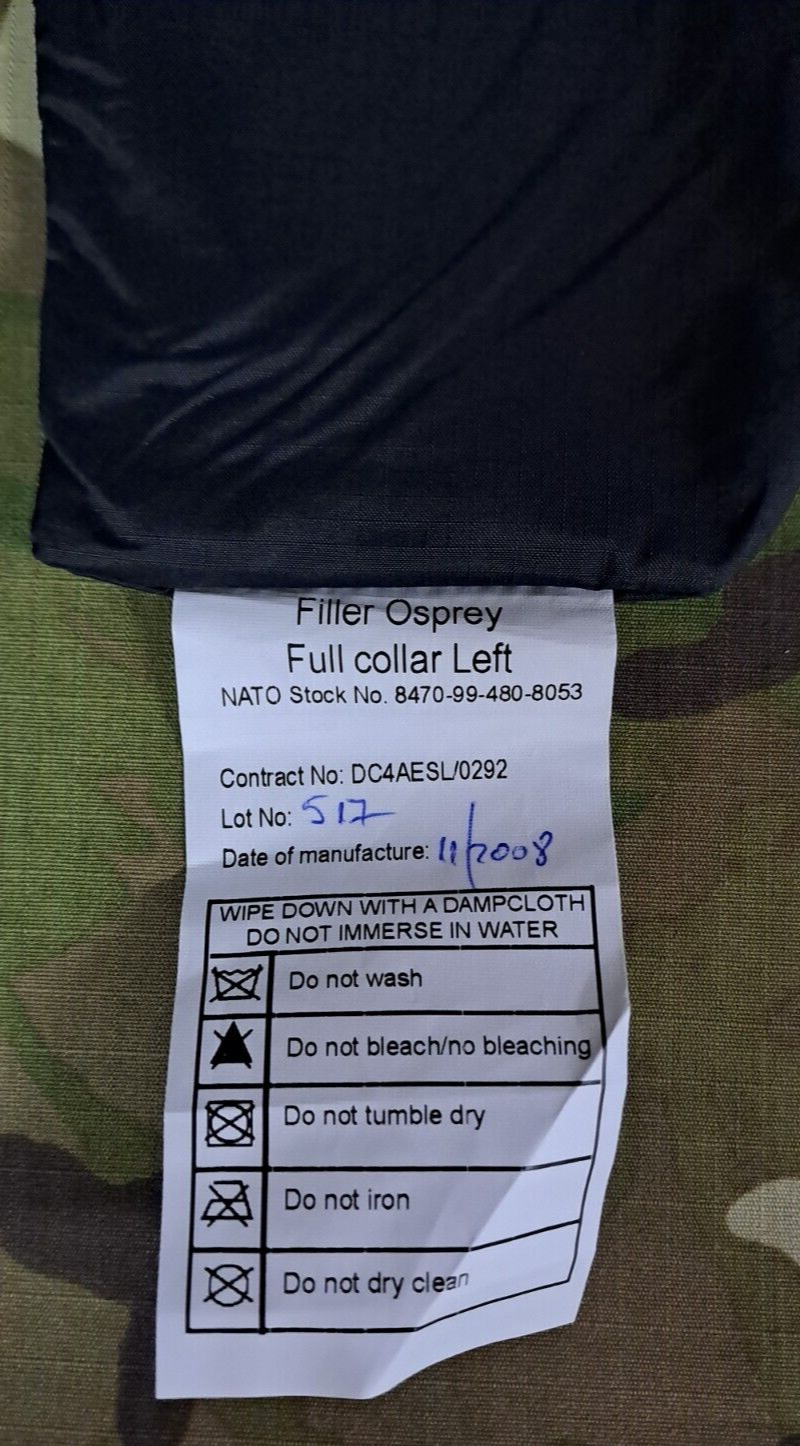 Filler Osprey
Full collar Left
NATO Stock No. 8470-99-480-8053
Contract No: DC4AESL/0292
Lot No: 517
Date of manufacture: 11/2008
WIPE DOWN WITH A DAMPCLOTH
DO NOT IMMERSE IN WATER
Do not wash
Do not bleach/no bleaching
Do not tumble dry
Do not iron
Do not dry clean